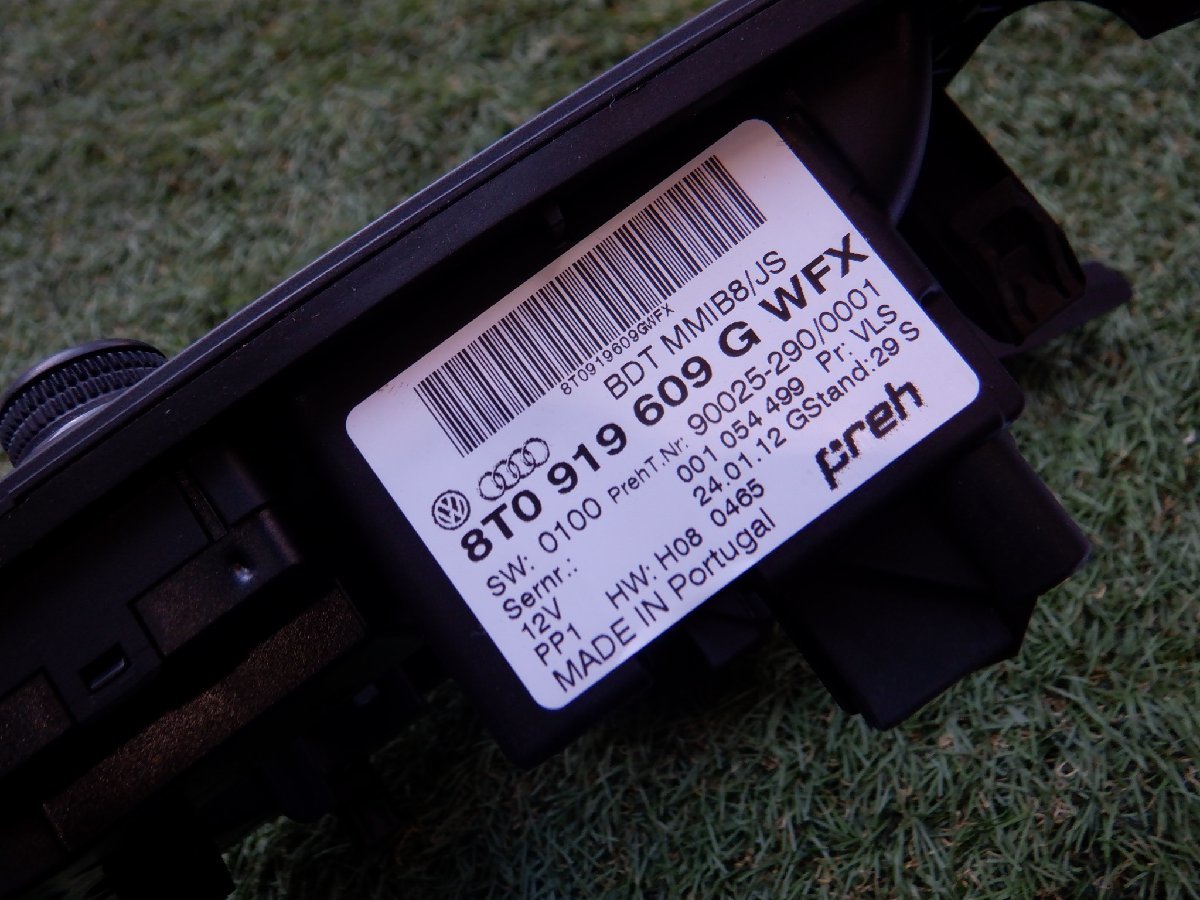 8T0919609GWFX
BDT MMIB8/JS
8T0 919 609 G WFX
SW: 0100 PrehT.Nr: 90025-290/0001
Sernr.: 001 054 499 Pr: VLS
12V 24.01.12 GStand:29 S
PP1 HW: H08 0465
MADE IN Portugal
preh